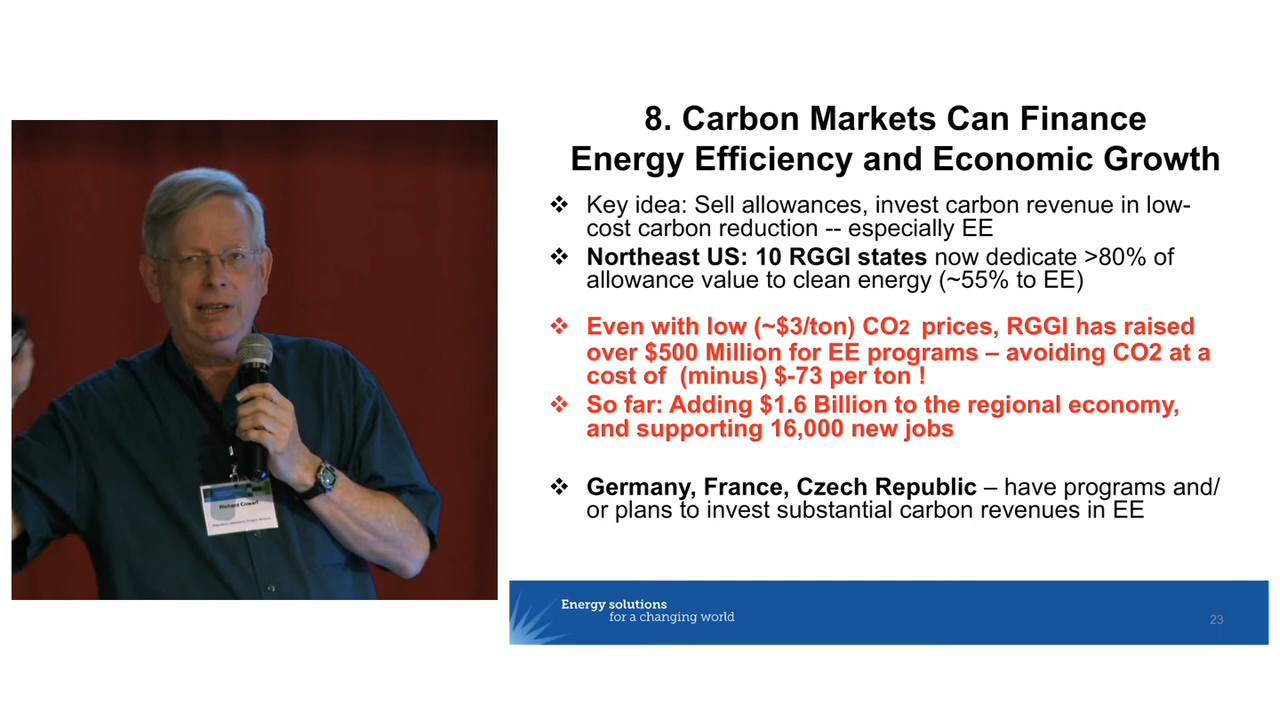 8. Carbon Markets Can Finance
Energy Efficiency and Economic Growth
❖ Key idea: Sell allowances, invest carbon revenue in low-
cost carbon reduction -- especially EE
❖ Northeast US: 10 RGGI states now dedicate >80% of
allowance value to clean energy (~55% to EE)
❖ Even with low (~$3/ton) CO2 prices, RGGI has raised
over $500 Million for EE programs – avoiding CO2 at a
cost of (minus) $-73 per ton !
❖ So far: Adding $1.6 Billion to the regional economy,
and supporting 16,000 new jobs
❖ Germany, France, Czech Republic – have programs and/
or plans to invest substantial carbon revenues in EE
Energy solutions
for a changing world
23
Richard Cowart